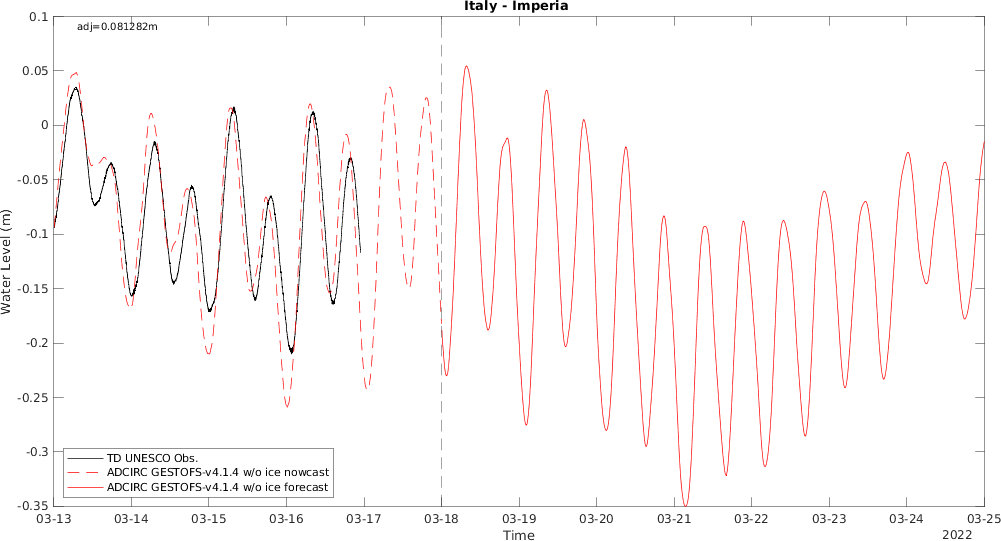 Italy - Imperia
adj=0.081282m
0.1
0.05
0
-0.05
-0.1
-0.15
-0.2
-0.25
-0.3
-0.35
Water Level (m)
TD UNESCO Obs.
ADCIRC GESTOFS-v4.1.4 w/o ice nowcast
ADCIRC GESTOFS-v4.1.4 w/o ice forecast
03-13 03-14 03-15 03-16 03-17 03-18 03-19 03-20 03-21 03-22 03-23 03-24 03-25
Time
2022